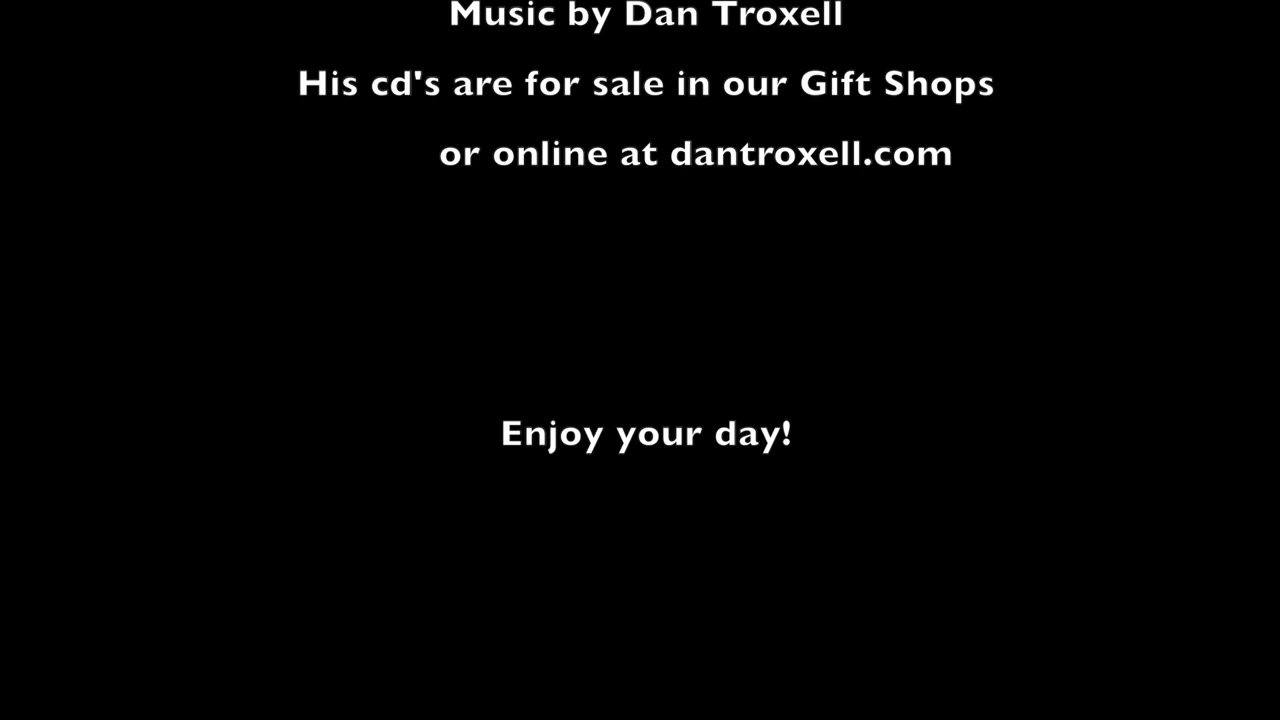 Music by Dan Troxell
His cd's are for sale in our Gift Shops
or online at dantroxell.com
Enjoy your day!